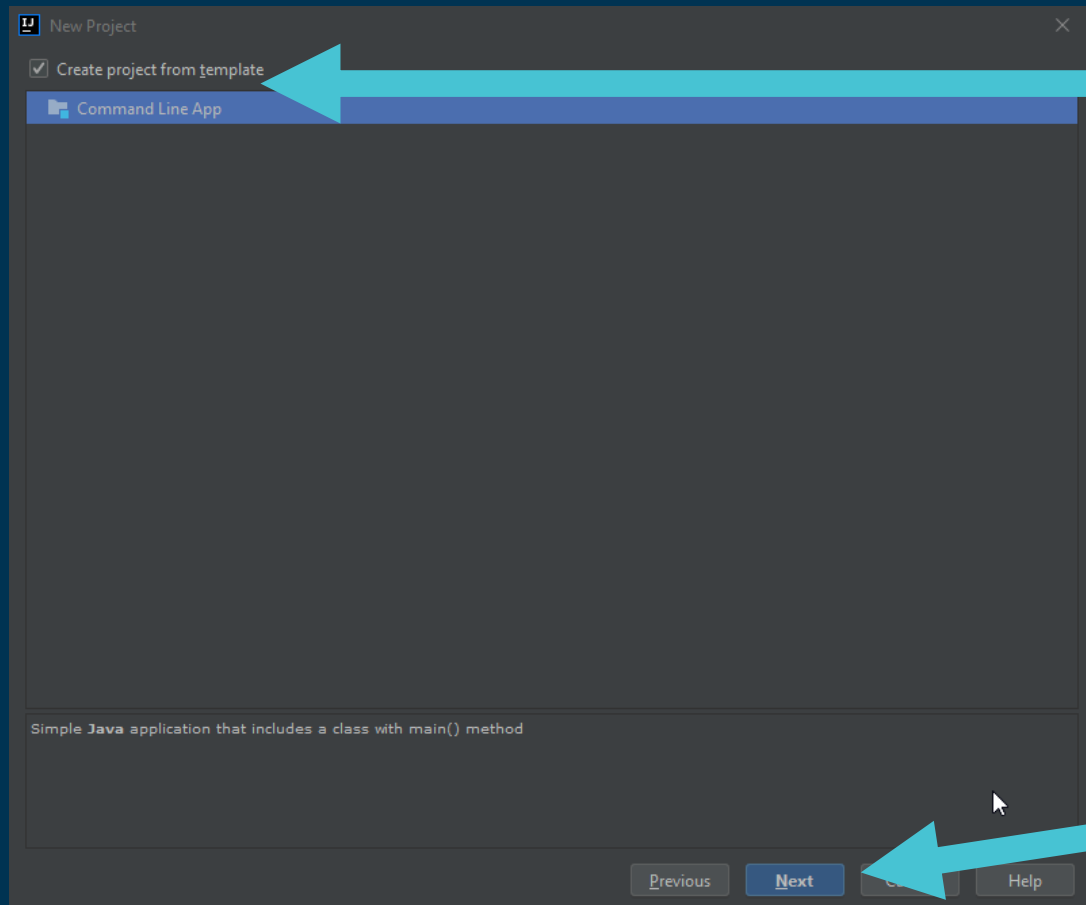 IJ New Project
Create project from template
Command Line App
Simple Java application that includes a class with main() method
Previous Next Help